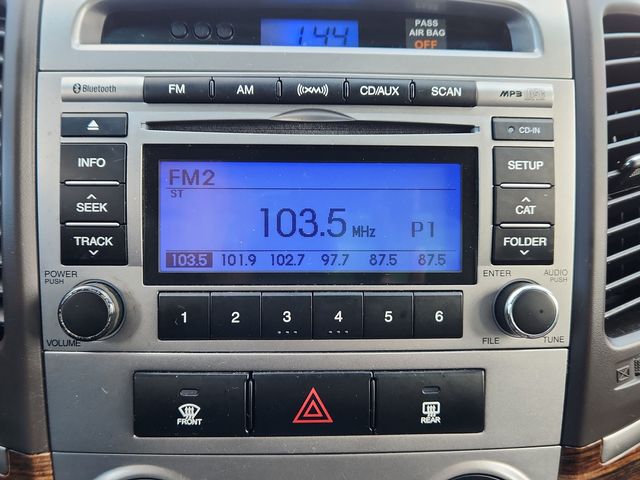 1:44
PASS
AIR BAG
OFF
Bluetooth FM AM ((XM)) CD/AUX SCAN MP3
CD-IN
INFO SETUP
FM2
ST
SEEK CAT
103.5 MHz P1
TRACK FOLDER
103.5 101.9 102.7 97.7 87.5 87.5
POWER
PUSH
ENTER AUDIO
PUSH
1 2 3 4 5 6
VOLUME FILE TUNE
FRONT REAR